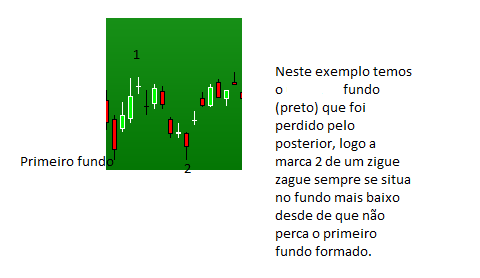 1
Primeiro fundo
2
Neste exemplo temos
o fundo
(preto) que foi
perdido pelo
posterior, logo a
marca 2 de um zigue
zague sempre se situa
no fundo mais baixo
desde de que não
perca o primeiro
fundo formado.